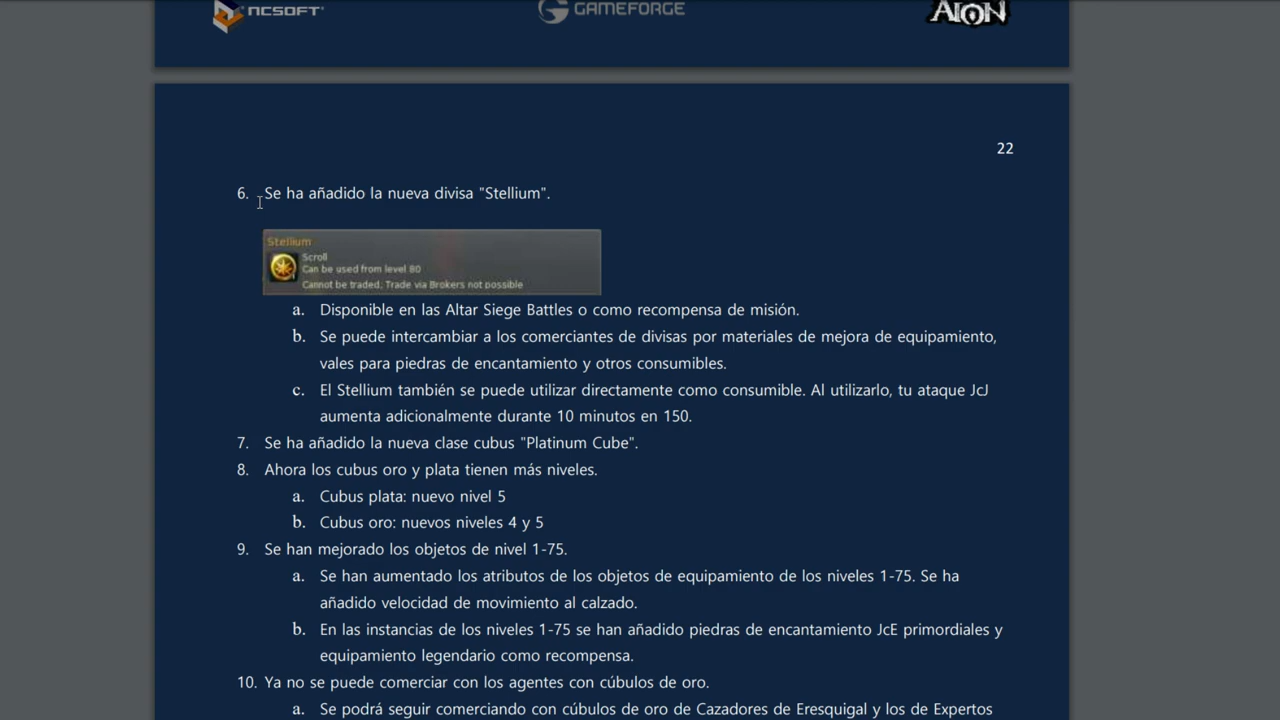 NCSOFT
GAMEFORGE
AION
22
6. Se ha añadido la nueva divisa "Stellium".
Stellium
Scroll
Can be used from level 80
Cannot be traded, Trade via Brokers not possible
a. Disponible en las Altar Siege Battles o como recompensa de misión.
b. Se puede intercambiar a los comerciantes de divisas por materiales de mejora de equipamiento,
vales para piedras de encantamiento y otros consumibles.
c. El Stellium también se puede utilizar directamente como consumible. Al utilizarlo, tu ataque JcJ
aumenta adicionalmente durante 10 minutos en 150.
7. Se ha añadido la nueva clase cubus "Platinum Cube".
8. Ahora los cubus oro y plata tienen más niveles.
a. Cubus plata: nuevo nivel 5
b. Cubus oro: nuevos niveles 4 y 5
9. Se han mejorado los objetos de nivel 1-75.
a. Se han aumentado los atributos de los objetos de equipamiento de los niveles 1-75. Se ha
añadido velocidad de movimiento al calzado.
b. En las instancias de los niveles 1-75 se han añadido piedras de encantamiento JcE primordiales y
equipamiento legendario como recompensa.
10. Ya no se puede comerciar con los agentes con cúbulos de oro.
a. Se podrá seguir comerciando con cúbulos de oro de Cazadores de Eresquigal y los de Expertos